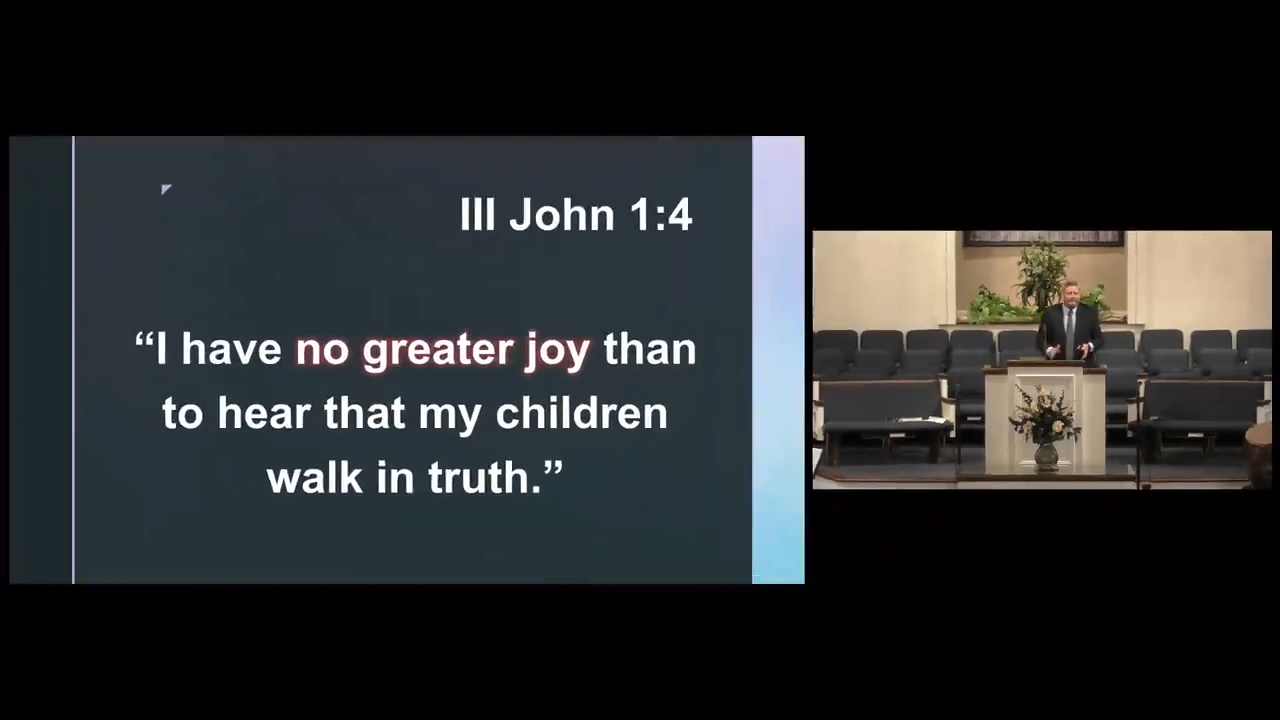 III John 1:4
“I have no greater joy than
to hear that my children
walk in truth.”